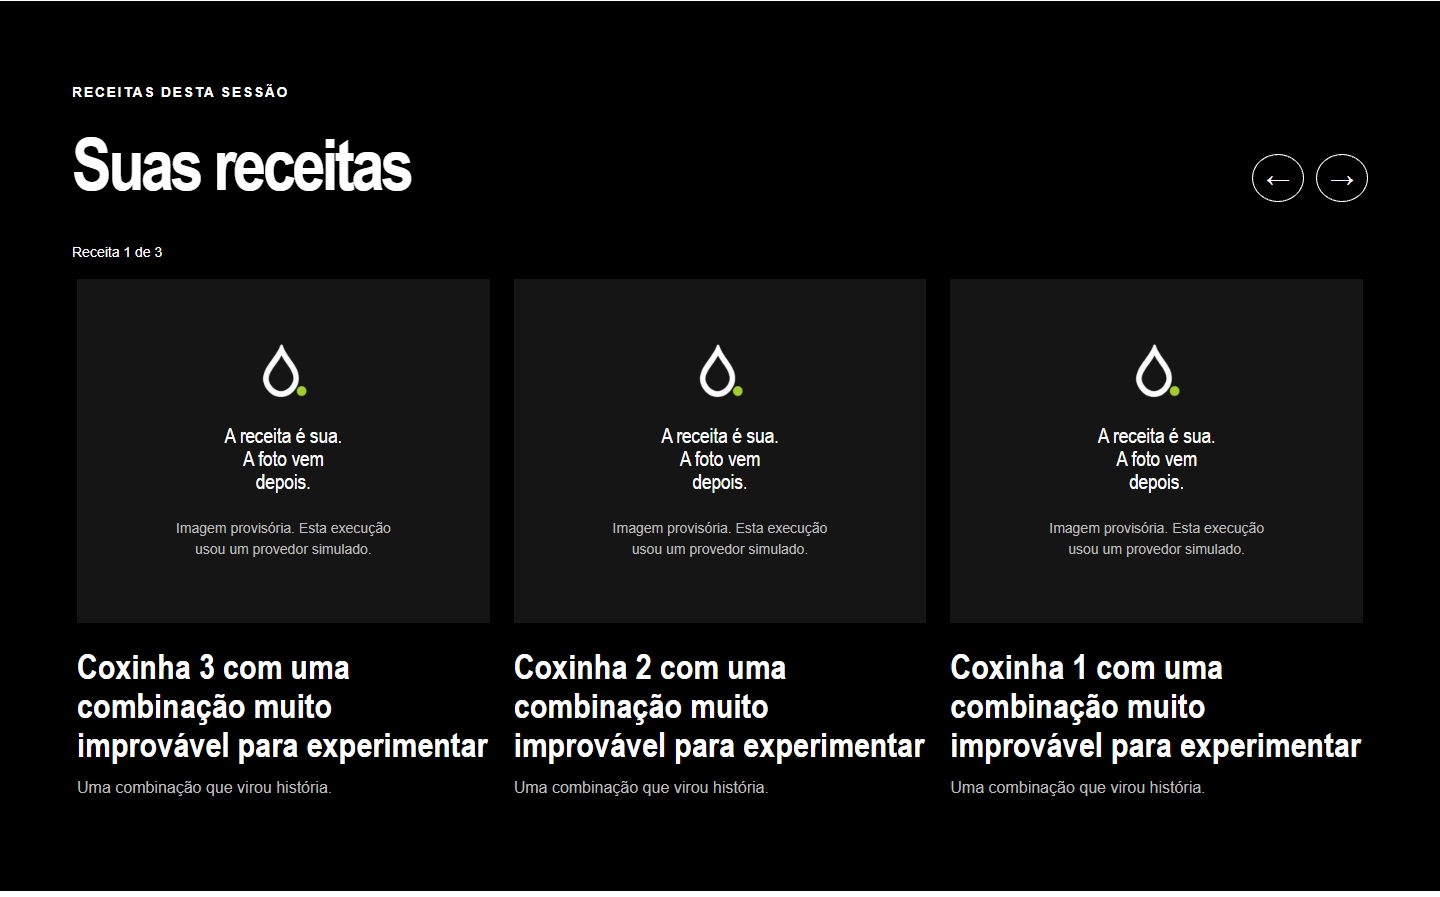 RECEITAS DESTA SESSÃO
Suas receitas
← →
Receita 1 de 3
A receita é sua.
A foto vem
depois.
Imagem provisória. Esta execução
usou um provedor simulado.
A receita é sua.
A foto vem
depois.
Imagem provisória. Esta execução
usou um provedor simulado.
A receita é sua.
A foto vem
depois.
Imagem provisória. Esta execução
usou um provedor simulado.
Coxinha 3 com uma
combinação muito
improvável para experimentar
Uma combinação que virou história.
Coxinha 2 com uma
combinação muito
improvável para experimentar
Uma combinação que virou história.
Coxinha 1 com uma
combinação muito
improvável para experimentar
Uma combinação que virou história.